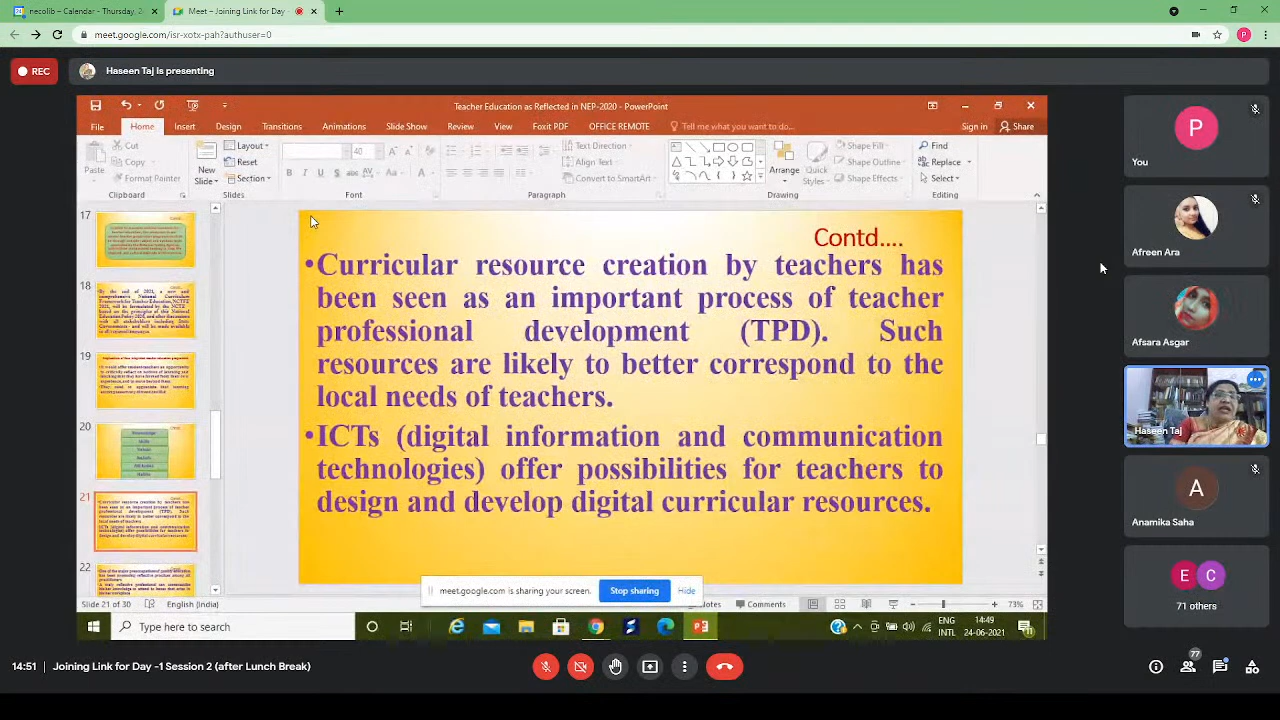 necolib – Calendar - Thursday, 2
Meet – Joining Link for Day -
meet.google.com/isr-xotx-pah?authuser=0
REC
Haseen Taj is presenting
Teacher Education as Reflected in NEP-2020 - PowerPoint
File Home Insert Design Transitions Animations Slide Show Review View Foxit PDF OFFICE REMOTE Tell me what you want to do... Sign in Share
Paste
Cut
Copy
Format Painter
Clipboard
New Slide
Layout
Reset
Section
Slides
40
Font
Text Direction
Align Text
Convert to SmartArt
Paragraph
Arrange
Quick Styles
Shape Fill
Shape Outline
Shape Effects
Drawing
Find
Replace
Select
Editing
17
18
19
20
21
22
Contd....
•Curricular resource creation by teachers has
been seen as an important process of teacher
professional development (TPD). Such
resources are likely to better correspond to the
local needs of teachers.
•ICTs (digital information and communication
technologies) offer possibilities for teachers to
design and develop digital curricular resources.
meet.google.com is sharing your screen.
Stop sharing
Hide
Slide 21 of 30
English (India)
Comments
73%
Type here to search
ENG
INTL
14:49
24-06-2021
11
P
You
Afreen Ara
Afsara Asgar
Haseen Taj
A
Anamika Saha
E C
71 others
14:51 | Joining Link for Day -1 Session 2 (after Lunch Break)
77